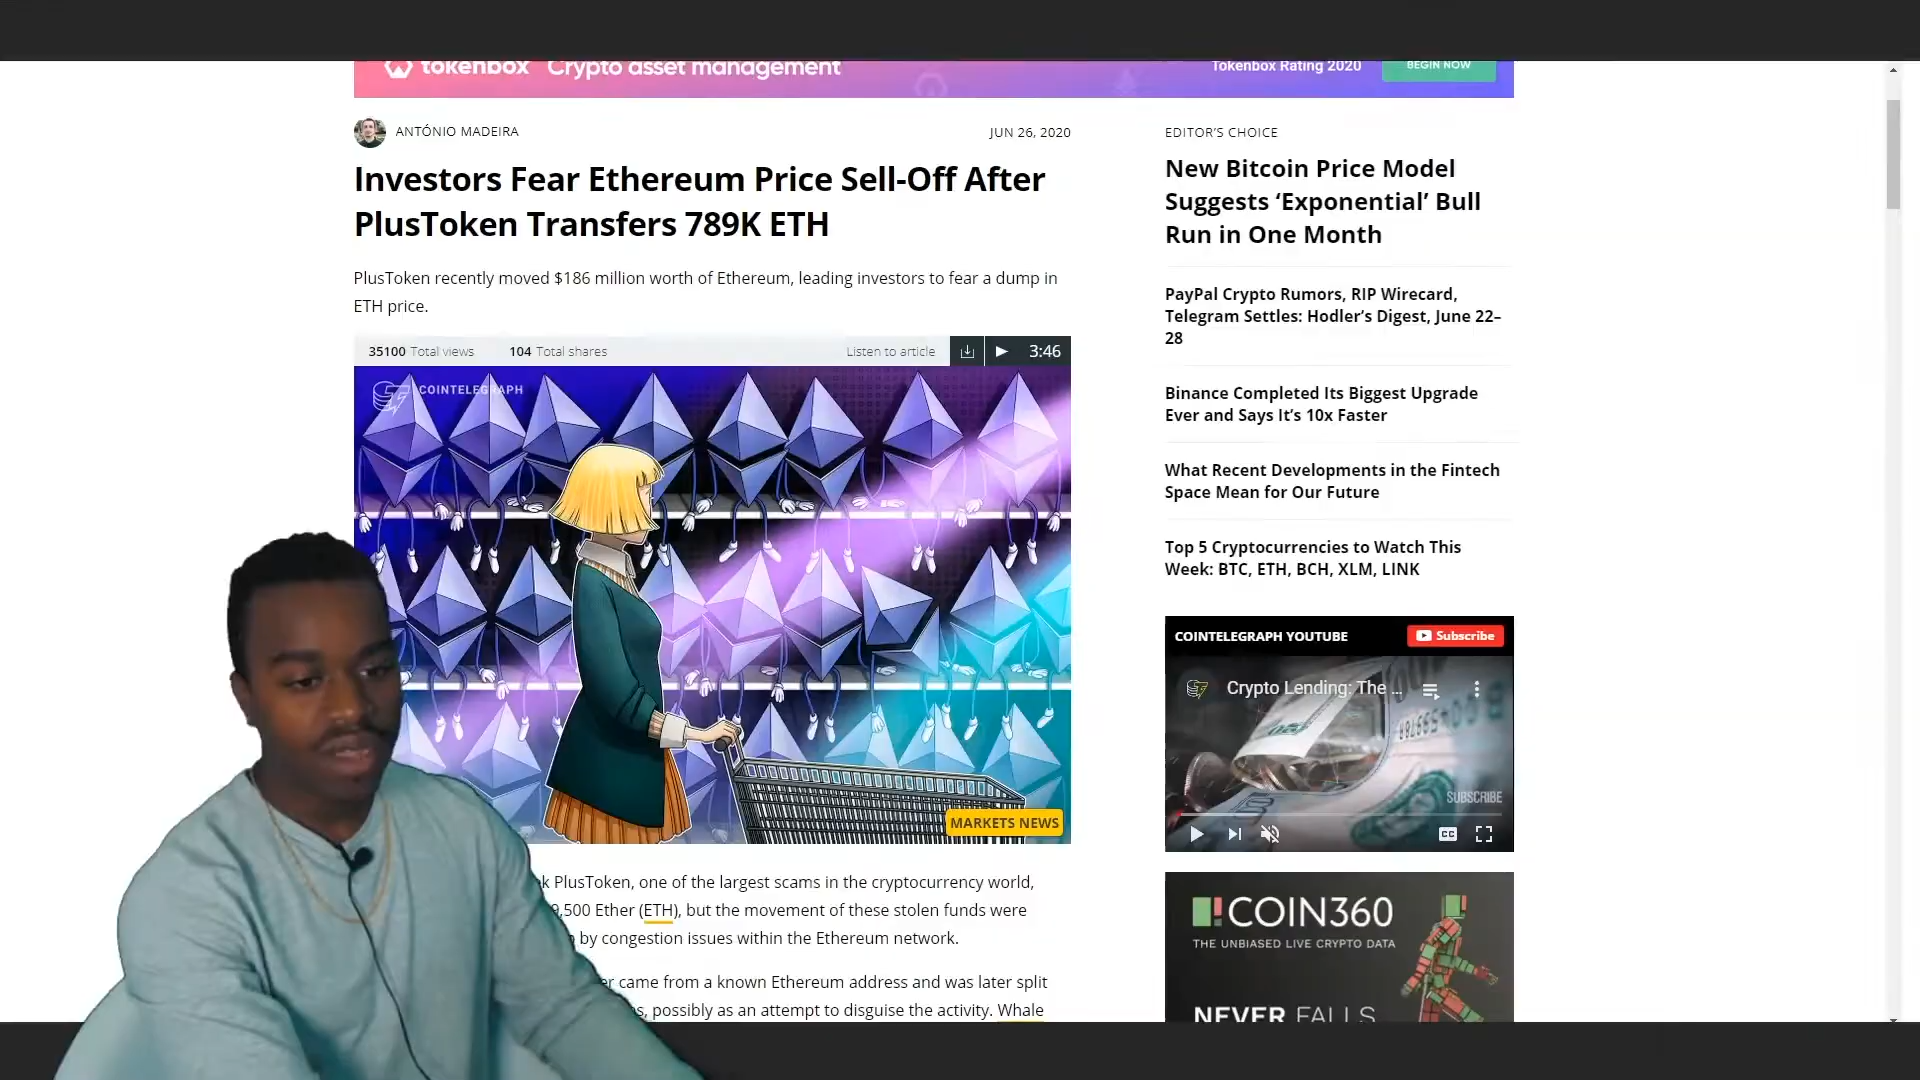 tokenbox Crypto asset management
Tokenbox Rating 2020
BEGIN NOW
ANTÓNIO MADEIRA
JUN 26, 2020
Investors Fear Ethereum Price Sell-Off After
PlusToken Transfers 789K ETH
PlusToken recently moved $186 million worth of Ethereum, leading investors to fear a dump in
ETH price.
35100 Total views
104 Total shares
Listen to article
3:46
COINTELEGRAPH
MARKETS NEWS
k PlusToken, one of the largest scams in the cryptocurrency world,
9,500 Ether (ETH), but the movement of these stolen funds were
by congestion issues within the Ethereum network.
er came from a known Ethereum address and was later split
s, possibly as an attempt to disguise the activity. Whale
EDITOR’S CHOICE
New Bitcoin Price Model
Suggests ‘Exponential’ Bull
Run in One Month
PayPal Crypto Rumors, RIP Wirecard,
Telegram Settles: Hodler’s Digest, June 22–
28
Binance Completed Its Biggest Upgrade
Ever and Says It’s 10x Faster
What Recent Developments in the Fintech
Space Mean for Our Future
Top 5 Cryptocurrencies to Watch This
Week: BTC, ETH, BCH, XLM, LINK
COINTELEGRAPH YOUTUBE
Subscribe
Crypto Lending: The ...
SUBSCRIBE
CC
COIN360
THE UNBIASED LIVE CRYPTO DATA
NEVER FALLS